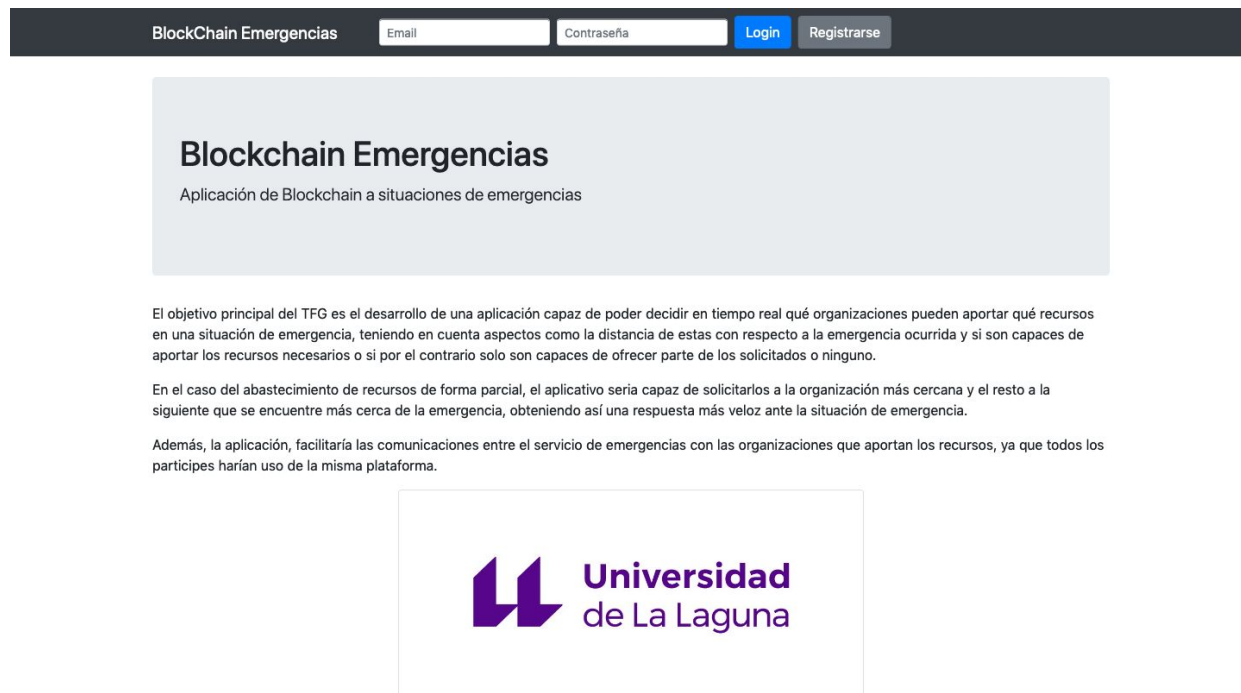 BlockChain Emergencias
Email
Contraseña
Login
Registrarse
Blockchain Emergencias
Aplicación de Blockchain a situaciones de emergencias
El objetivo principal del TFG es el desarrollo de una aplicación capaz de poder decidir en tiempo real qué organizaciones pueden aportar qué recursos
en una situación de emergencia, teniendo en cuenta aspectos como la distancia de estas con respecto a la emergencia ocurrida y si son capaces de
aportar los recursos necesarios o si por el contrario solo son capaces de ofrecer parte de los solicitados o ninguno.
En el caso del abastecimiento de recursos de forma parcial, el aplicativo seria capaz de solicitarlos a la organización más cercana y el resto a la
siguiente que se encuentre más cerca de la emergencia, obteniendo así una respuesta más veloz ante la situación de emergencia.
Además, la aplicación, facilitaría las comunicaciones entre el servicio de emergencias con las organizaciones que aportan los recursos, ya que todos los
participes harían uso de la misma plataforma.
Universidad
de La Laguna